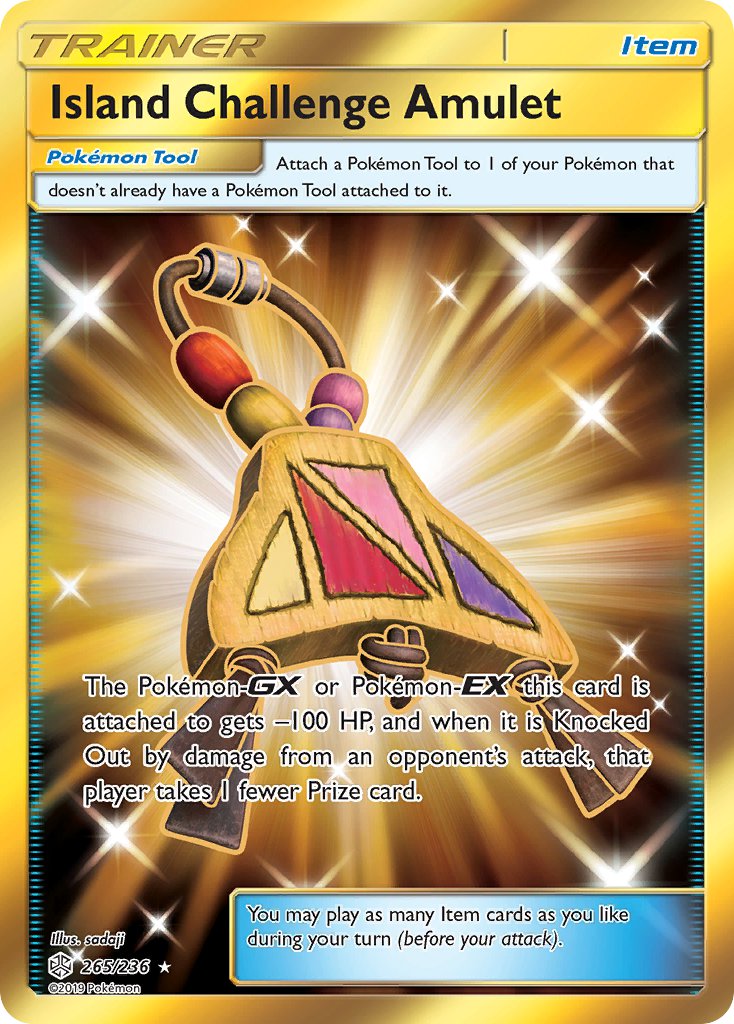 TRAINER
Item
Island Challenge Amulet
Pokémon Tool
Attach a Pokémon Tool to 1 of your Pokémon that
doesn't already have a Pokémon Tool attached to it.
The Pokémon-GX or Pokémon-EX this card is
attached to gets –100 HP, and when it is Knocked
Out by damage from an opponent's attack, that
player takes 1 fewer Prize card.
You may play as many Item cards as you like
during your turn (before your attack).
Illus. sadaji
265/236
©2019 Pokémon